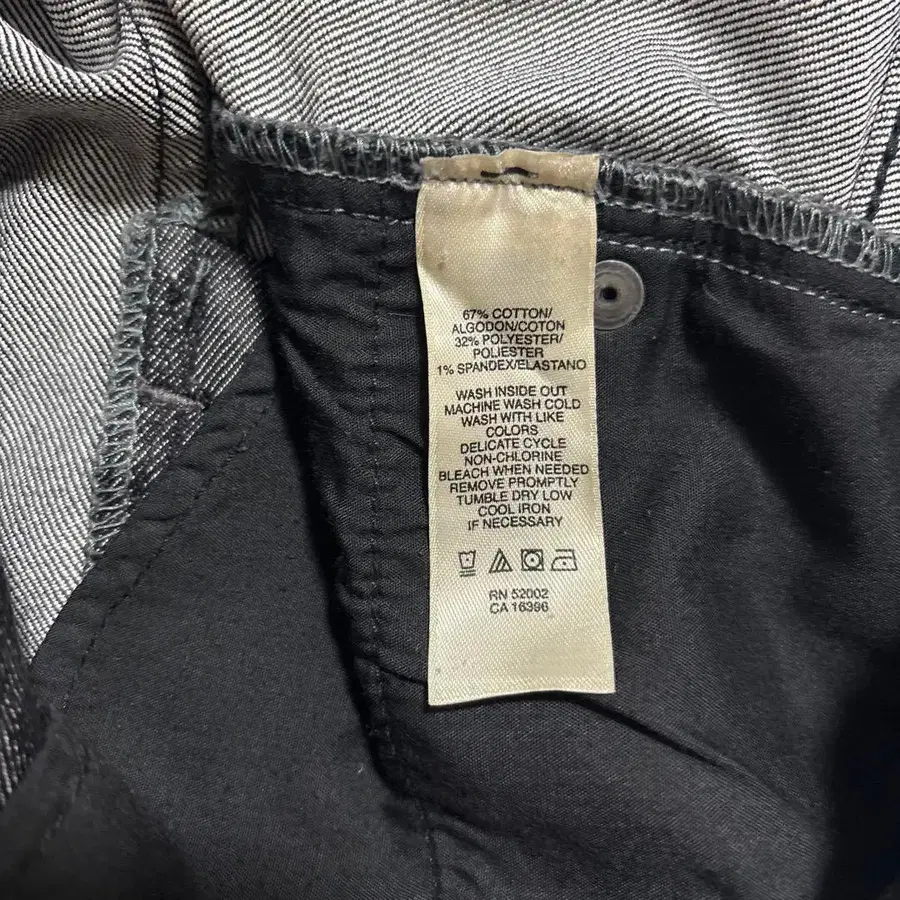 67% COTTON/
ALGODON/COTON
32% POLYESTER/
POLIESTER
1% SPANDEX/ELASTANO
WASH INSIDE OUT
MACHINE WASH COLD
WASH WITH LIKE
COLORS
DELICATE CYCLE
NON-CHLORINE
BLEACH WHEN NEEDED
REMOVE PROMPTLY
TUMBLE DRY LOW
COOL IRON
IF NECESSARY
RN 52002
CA 16396